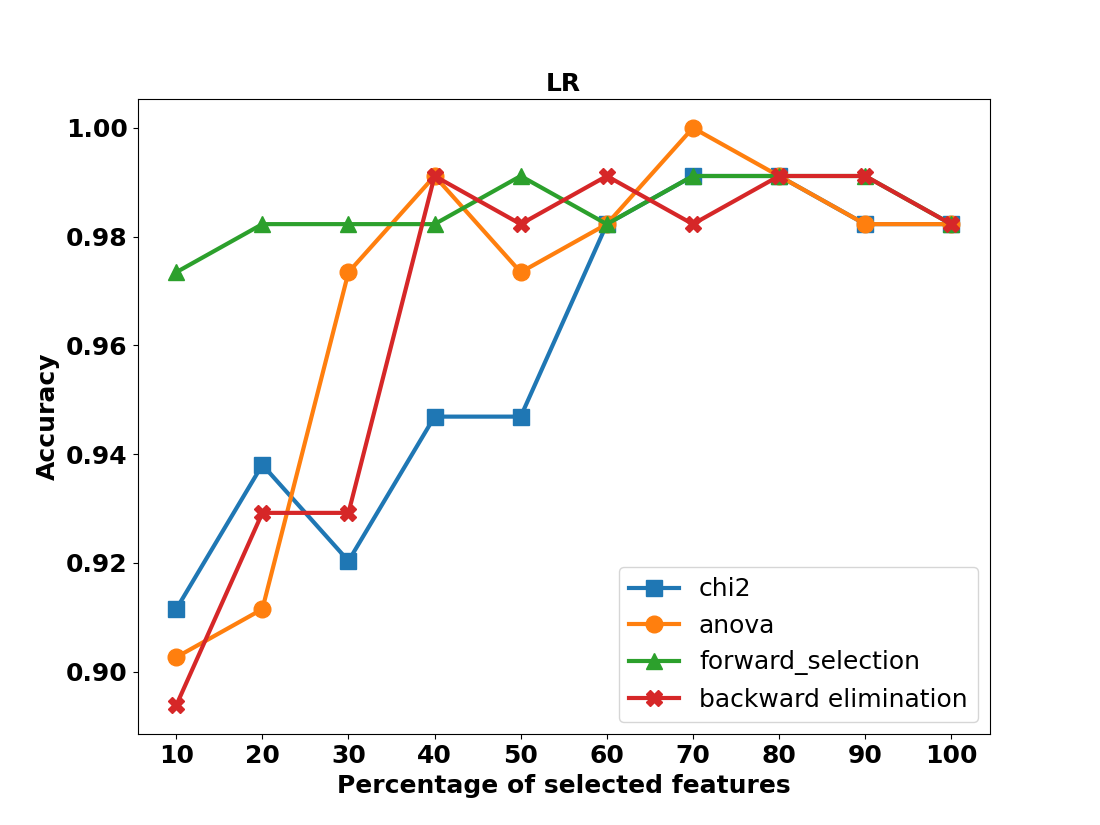 LR
1.00
0.98
0.96
0.94
0.92
0.90
Accuracy
10 20 30 40 50 60 70 80 90 100
Percentage of selected features
chi2
anova
forward_selection
backward elimination